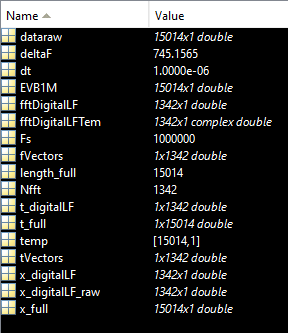 Name Value
dataraw 15014x1 double
deltaF 745.1565
dt 1.0000e-06
EVB1M 15014x1 double
fftDigitalLF 1342x1 double
fftDigitalLFTem 1342x1 complex double
Fs 1000000
fVectors 1x1342 double
length_full 15014
Nfft 1342
t_digitalLF 1x1342 double
t_full 1x15014 double
temp [15014,1]
tVectors 1x1342 double
x_digitalLF 1342x1 double
x_digitalLF_raw 1342x1 double
x_full 15014x1 double